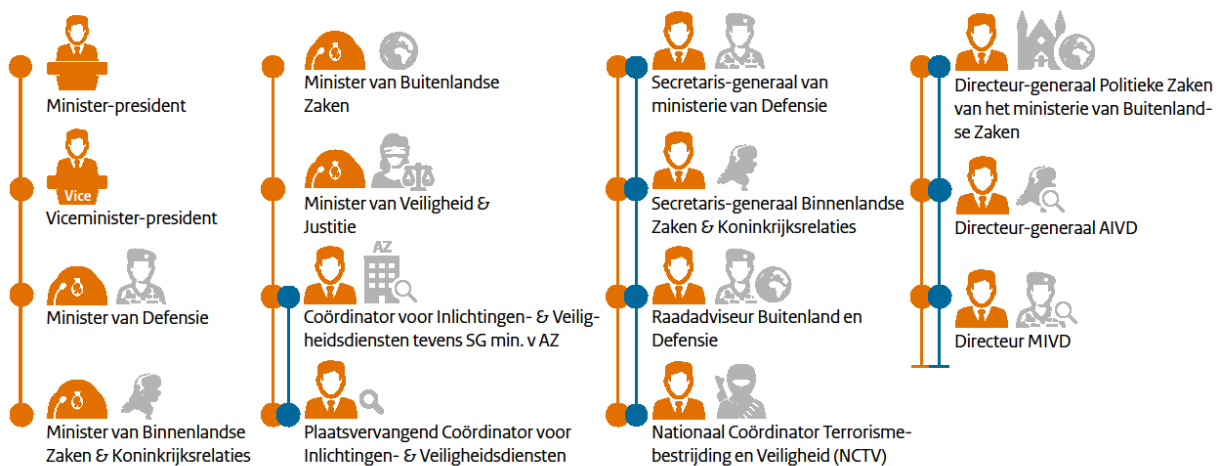 Minister-president
Vice
Viceminister-president
Minister van Defensie
Minister van Binnenlandse
Zaken & Koninkrijksrelaties
Minister van Buitenlandse
Zaken
Minister van Veiligheid &
Justitie
AZ
Coördinator voor Inlichtingen- & Veilig-
heidsdiensten tevens SG min. v AZ
Plaatsvervangend Coördinator voor
Inlichtingen- & Veiligheidsdiensten
Secretaris-generaal van
ministerie van Defensie
Secretaris-generaal Binnenlandse
Zaken & Koninkrijksrelaties
Raadadviseur Buitenland en
Defensie
Nationaal Coördinator Terrorisme-
bestrijding en Veiligheid (NCTV)
Directeur-generaal Politieke Zaken
van het ministerie van Buitenland-
se Zaken
Directeur-generaal AIVD
Directeur MIVD